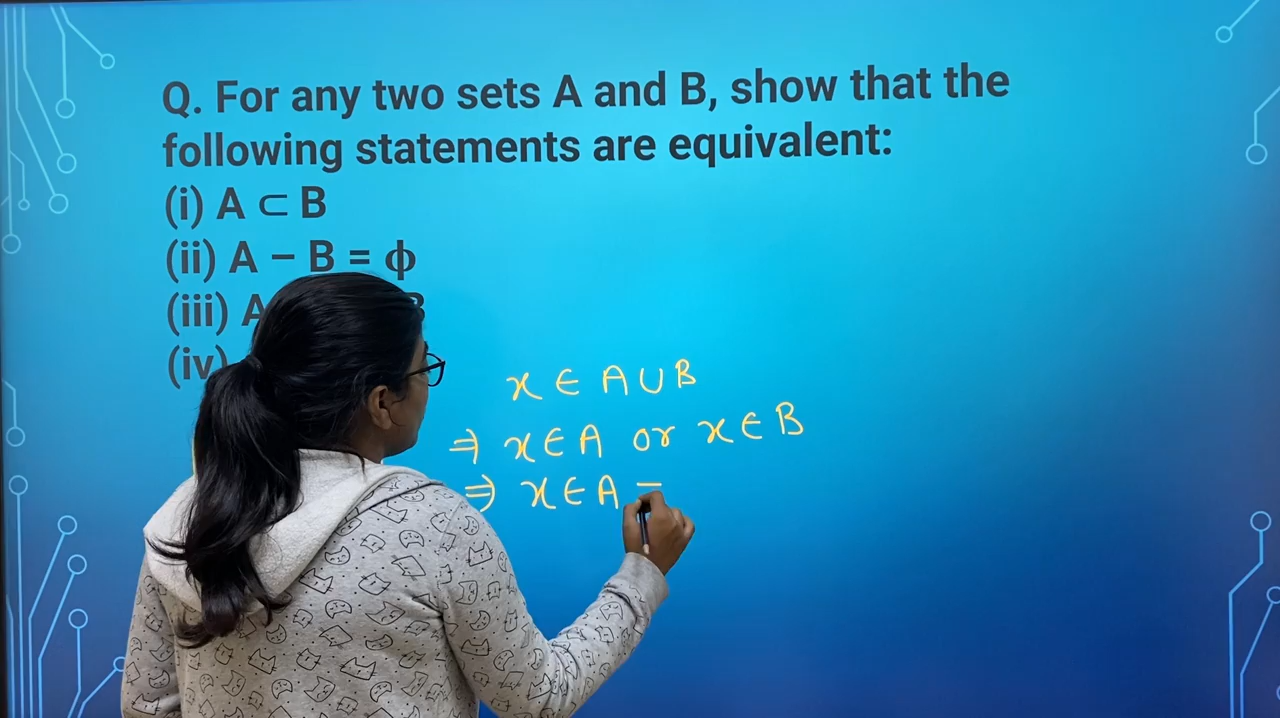 Q. For any two sets A and B, show that the
following statements are equivalent:
(i) A ⊂ B
(ii) A – B = ϕ
(iii) A B
(iv)
x ∈ A ∪ B
⇒ x ∈ A or x ∈ B
⇒ x ∈ A